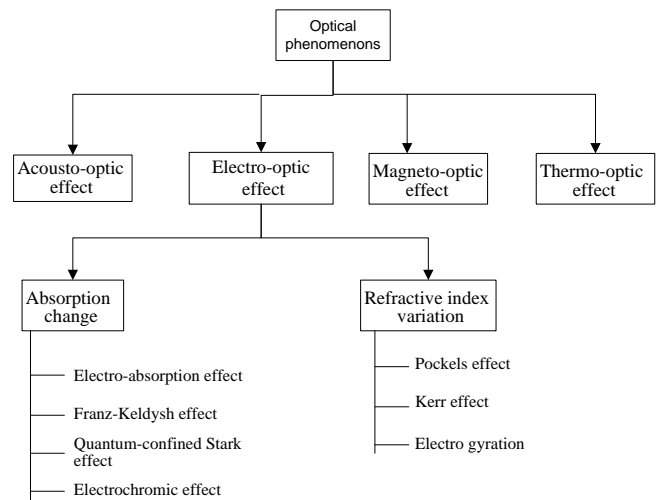 Optical
phenomenons
Acousto-optic
effect
Electro-optic
effect
Magneto-optic
effect
Thermo-optic
effect
Absorption
change
Refractive index
variation
Electro-absorption effect
Franz-Keldysh effect
Quantum-confined Stark
effect
Electrochromic effect
Pockels effect
Kerr effect
Electro gyration